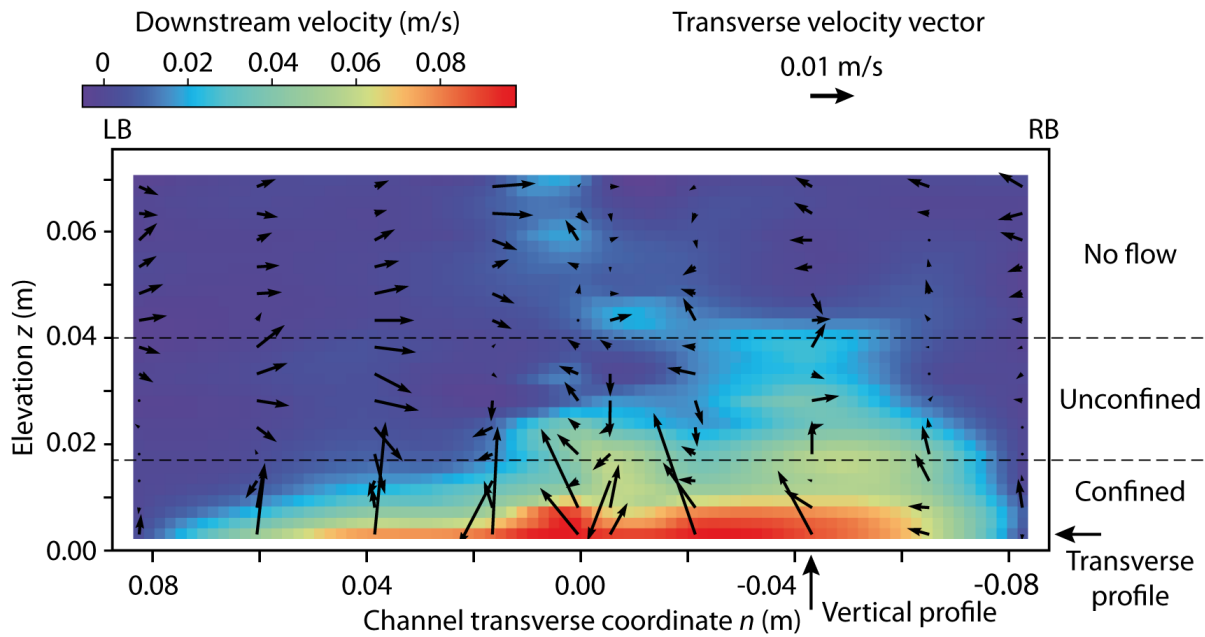 Downstream velocity (m/s)
0 0.02 0.04 0.06 0.08
Transverse velocity vector
0.01 m/s
LB
RB
Elevation z (m)
0.06
0.04
0.02
0.00
No flow
Unconfined
Confined
Transverse
profile
0.08 0.04 0.00 -0.04 -0.08
Channel transverse coordinate n (m)
Vertical profile